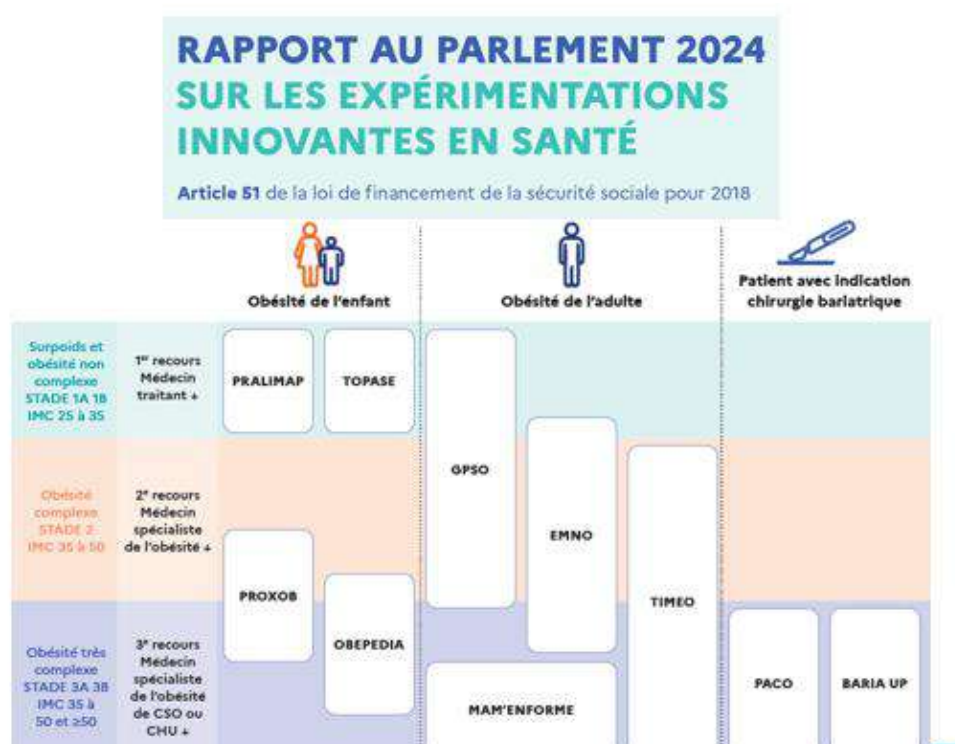 RAPPORT AU PARLEMENT 2024
SUR LES EXPÉRIMENTATIONS
INNOVANTES EN SANTÉ
Article 51 de la loi de financement de la sécurité sociale pour 2018
Obésité de l'enfant
Obésité de l'adulte
Patient avec indication
chirurgie bariatrique
Surpoids et
obésité non
complexe
STADE 1A 1B
IMC 25 à 35
1er recours
Médecin
traitant +
PRALIMAP
TOPASE
GPSO
EMNO
TIMEO
Obésité
complexe
STADE 2
IMC 35 à 50
2e recours
Médecin
spécialiste
de l'obésité +
PROXOB
OBEPEDIA
Obésité très
complexe
STADE 3A 3B
IMC 35 à
50 et ≥50
3e recours
Médecin
spécialiste
de l'obésité
de CSO ou
CHU +
MAM'ENFORME
PACO
BARIA UP